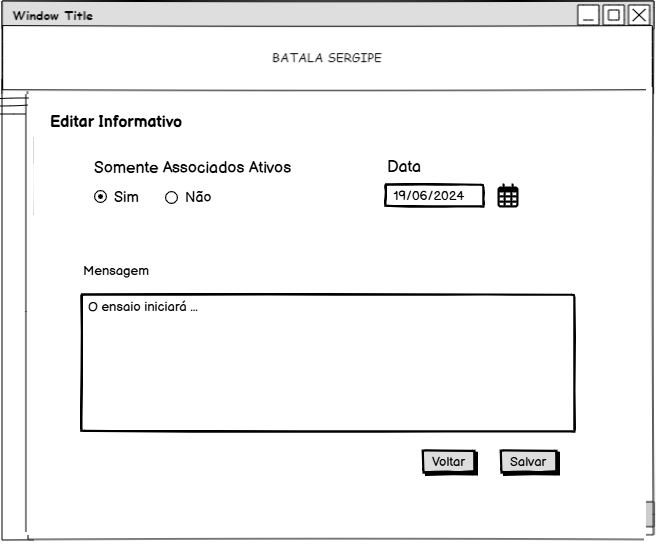 Window Title
BATALA SERGIPE
Editar Informativo
Somente Associados Ativos
Data
Sim
Não
19/06/2024
Mensagem
O ensaio iniciará ...
Voltar
Salvar